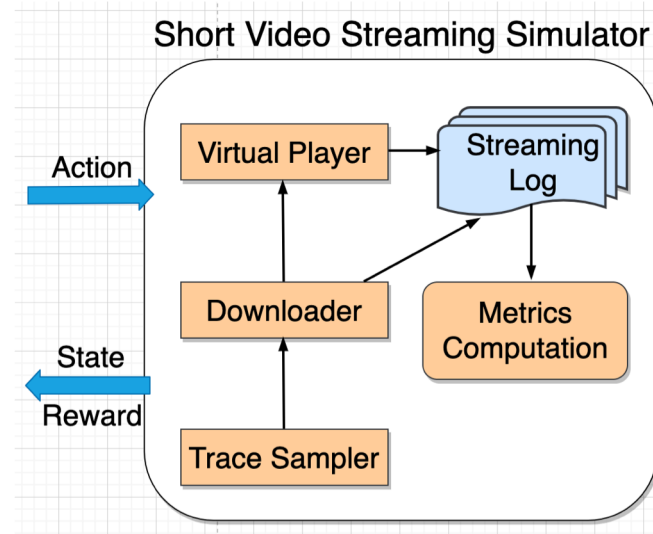 Short Video Streaming Simulator
Action
Virtual Player
Streaming
Log
Downloader
Metrics
Computation
State
Reward
Trace Sampler